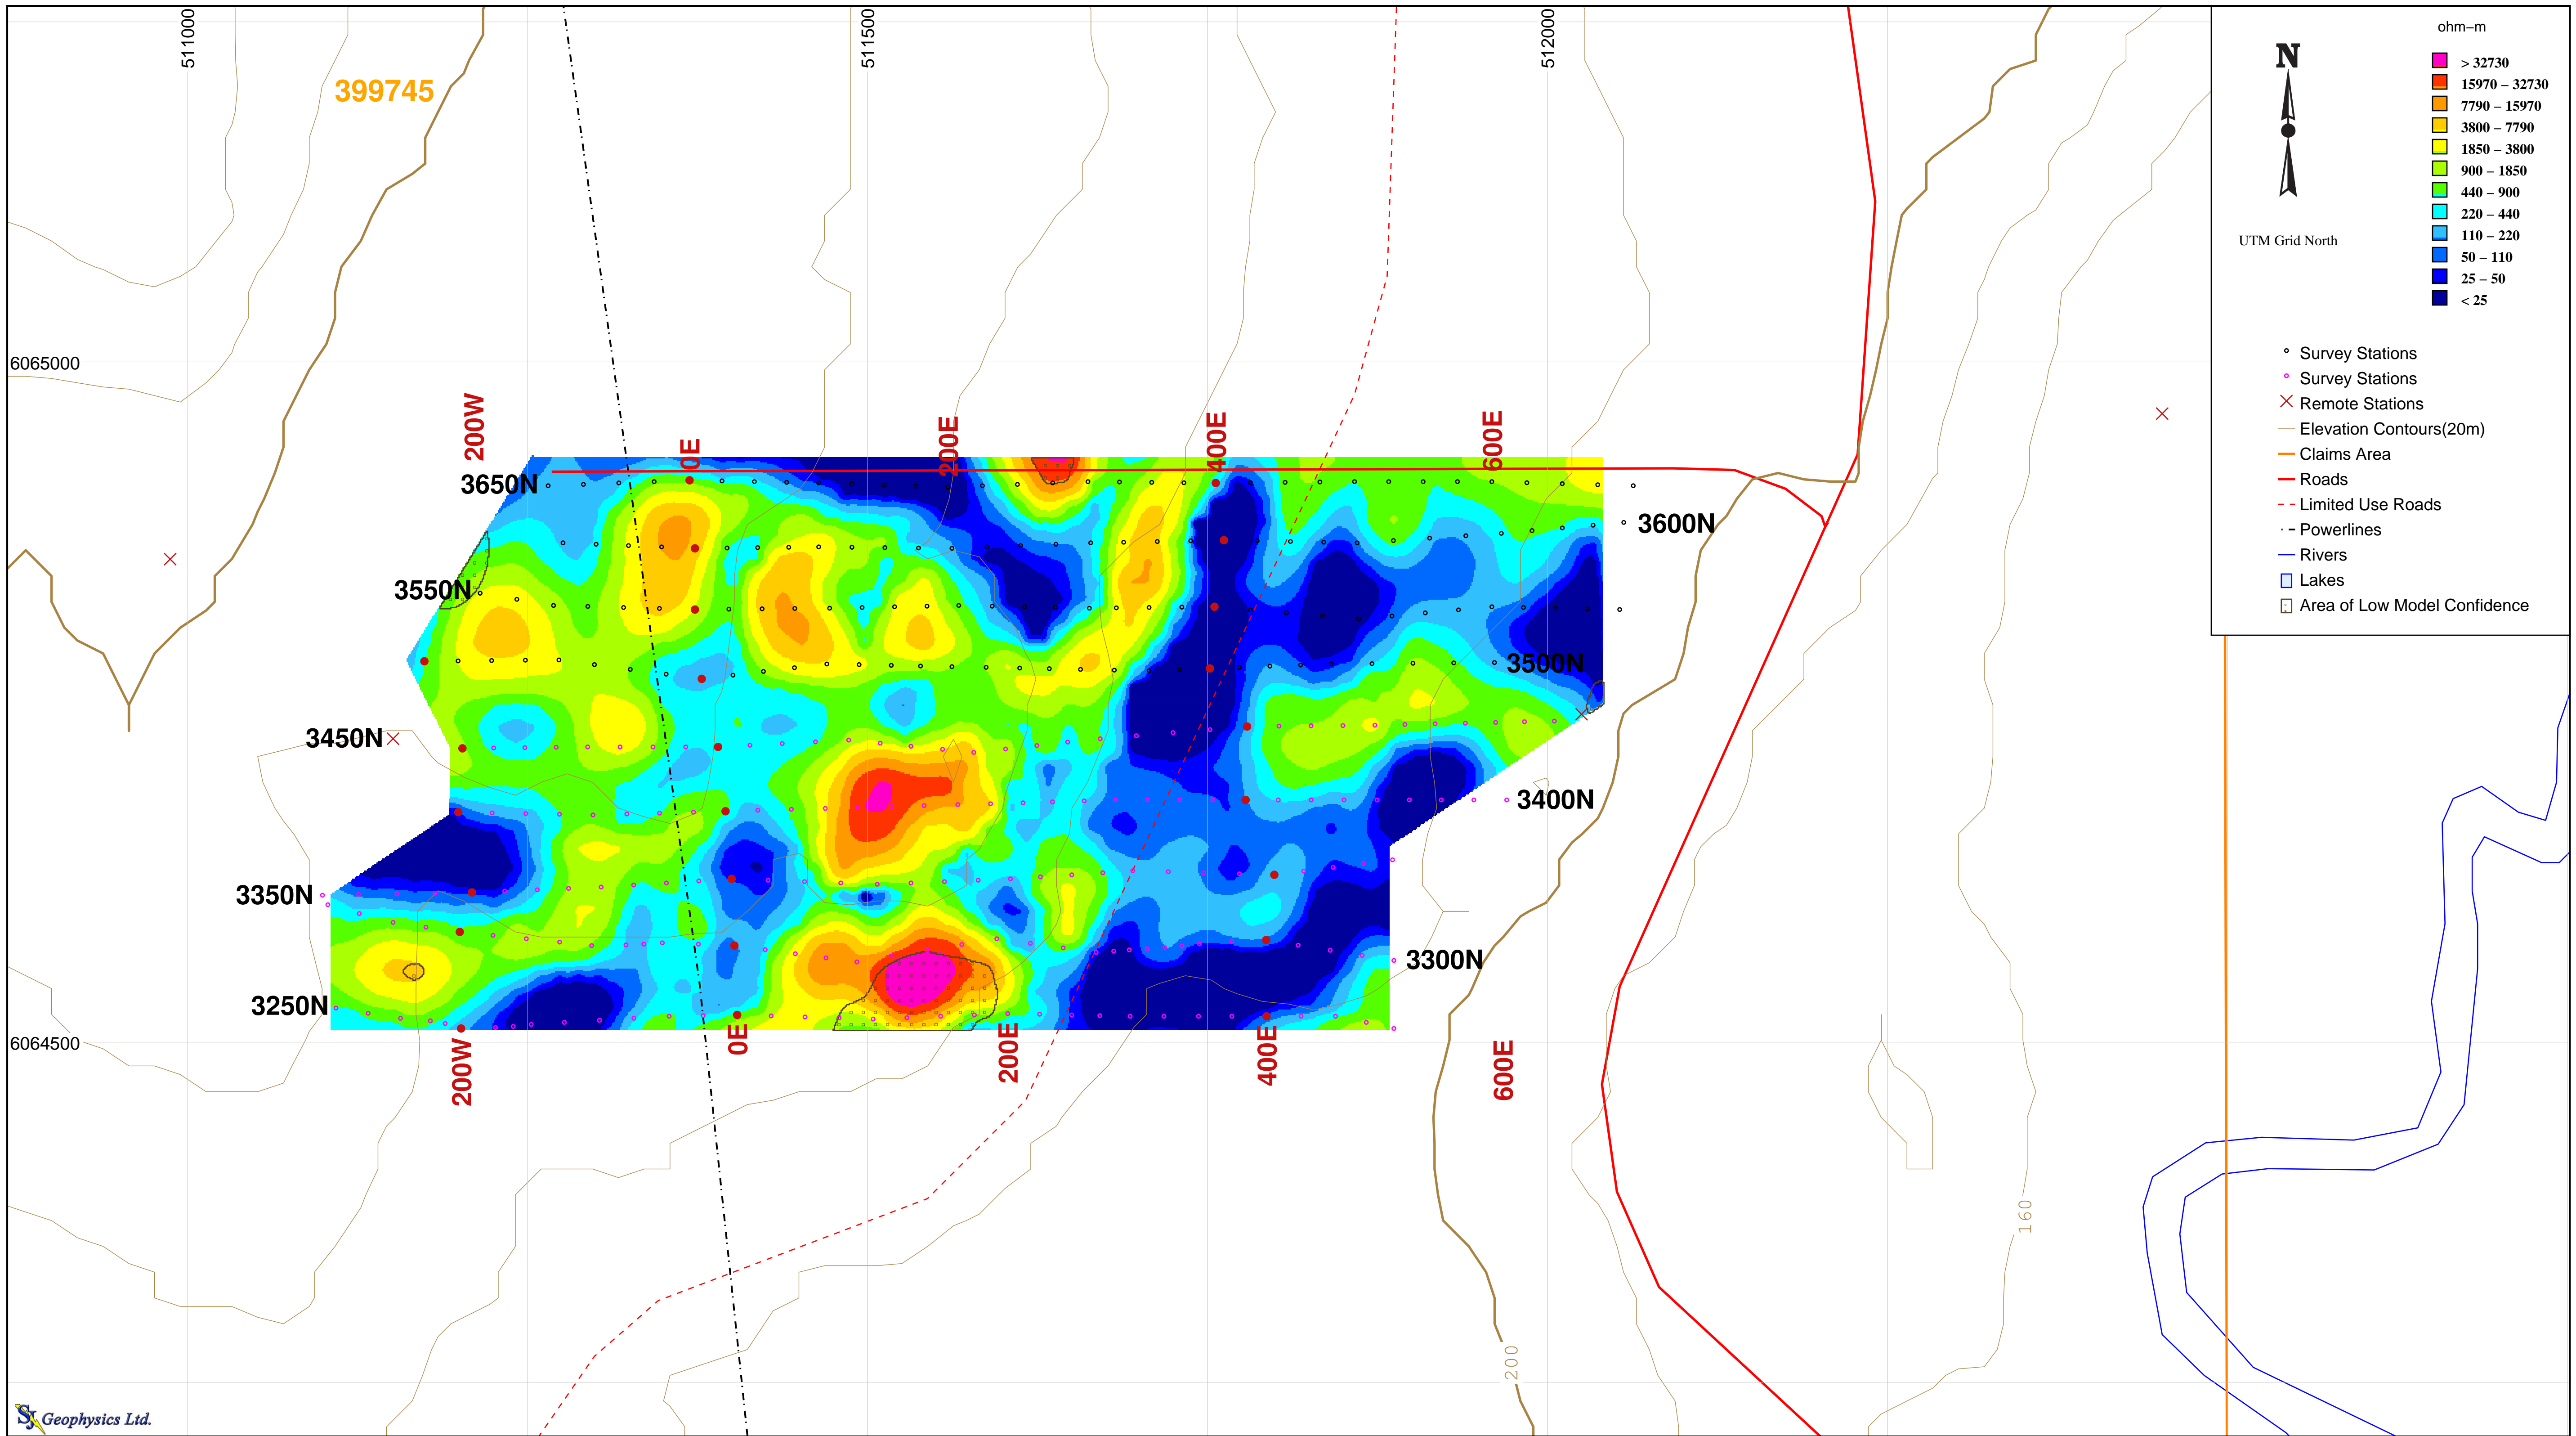 511000
511500
512000
399745
6065000
6064500
200W
0E
200E
400E
600E
3650N
3600N
3550N
3500N
3450N
3400N
3350N
3300N
3250N
200W
0E
200E
400E
600E
160
200
N
UTM Grid North
ohm–m
> 32730
15970 – 32730
7790 – 15970
3800 – 7790
1850 – 3800
900 – 1850
440 – 900
220 – 440
110 – 220
50 – 110
25 – 50
< 25
Survey Stations
Survey Stations
Remote Stations
Elevation Contours(20m)
Claims Area
Roads
Limited Use Roads
Powerlines
Rivers
Lakes
Area of Low Model Confidence
SJ Geophysics Ltd.